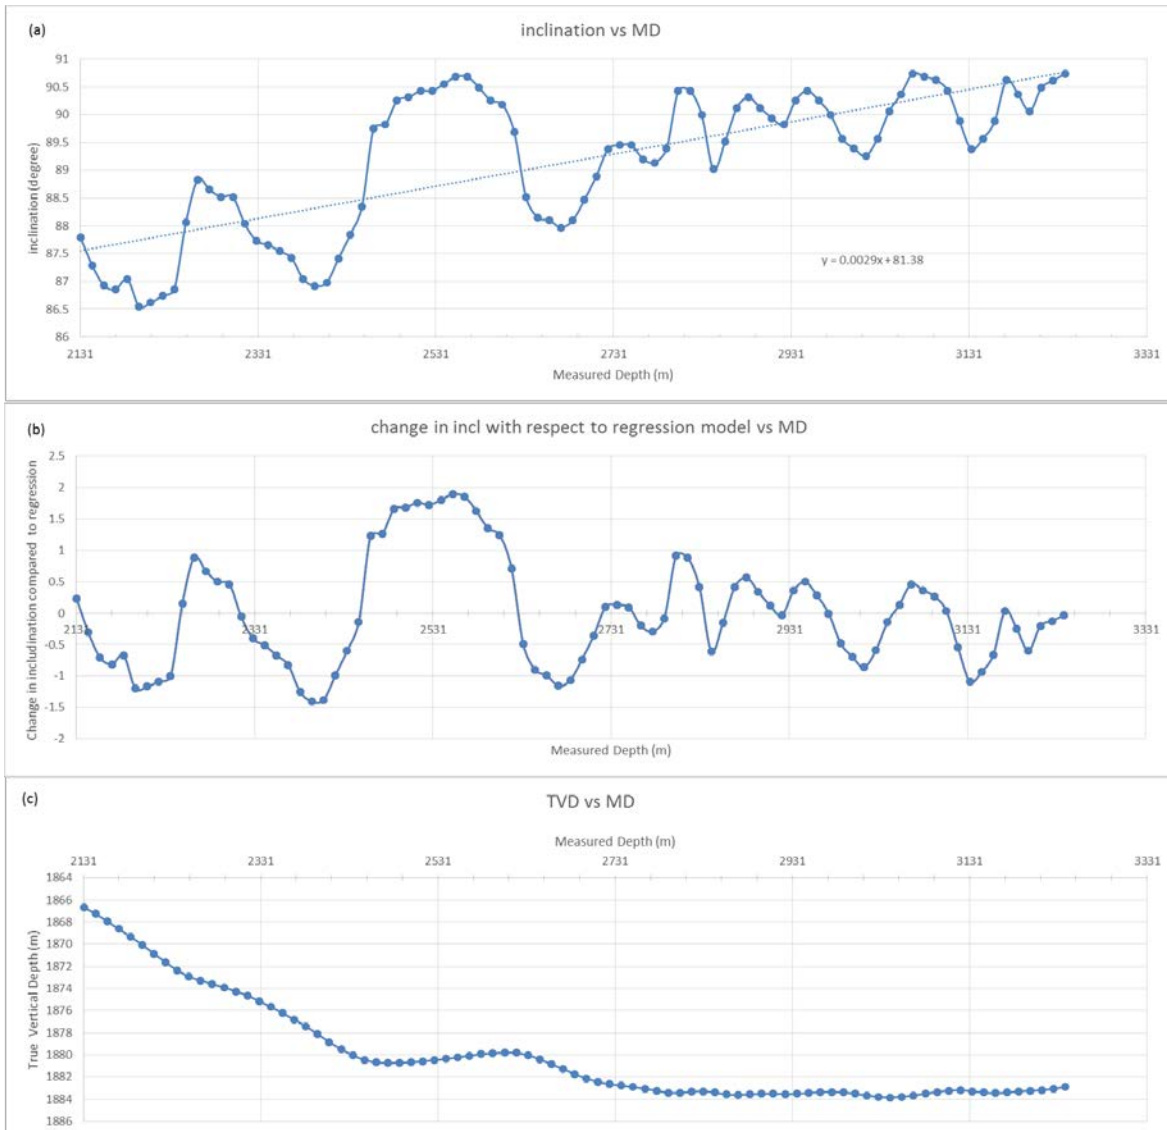 (a)
inclination vs MD
91
90.5
90
89.5
89
88.5
88
87.5
87
86.5
86
inclination (degree)
y = 0.0029x + 81.38
2131 2331 2531 2731 2931 3131 3331
Measured Depth (m)
(b)
change in incl with respect to regression model vs MD
2.5
2
1.5
1
0.5
0
-0.5
-1
-1.5
-2
Change in includination compared to regression
2131 2331 2531 2731 2931 3131 3331
Measured Depth (m)
(c)
TVD vs MD
Measured Depth (m)
2131 2331 2531 2731 2931 3131 3331
1864
1866
1868
1870
1872
1874
1876
1878
1880
1882
1884
1886
True Vertical Depth (m)